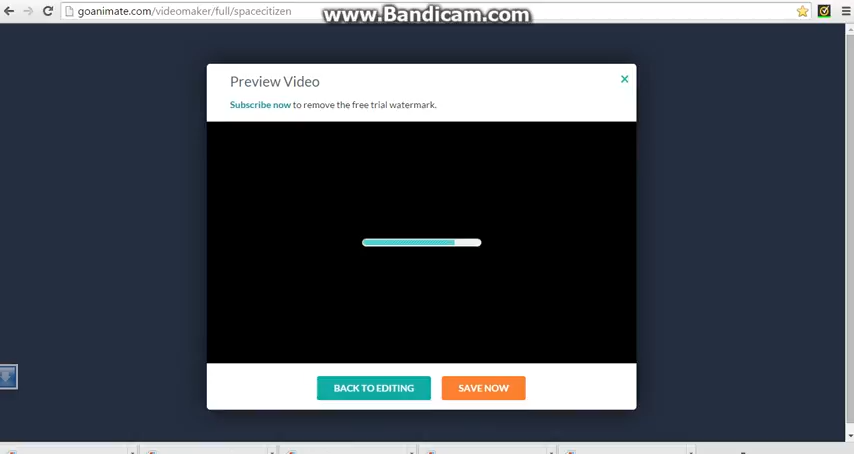 goanimate.com/videomaker/full/spacecitizen
www.Bandicam.com
Preview Video
Subscribe now to remove the free trial watermark.
BACK TO EDITING
SAVE NOW